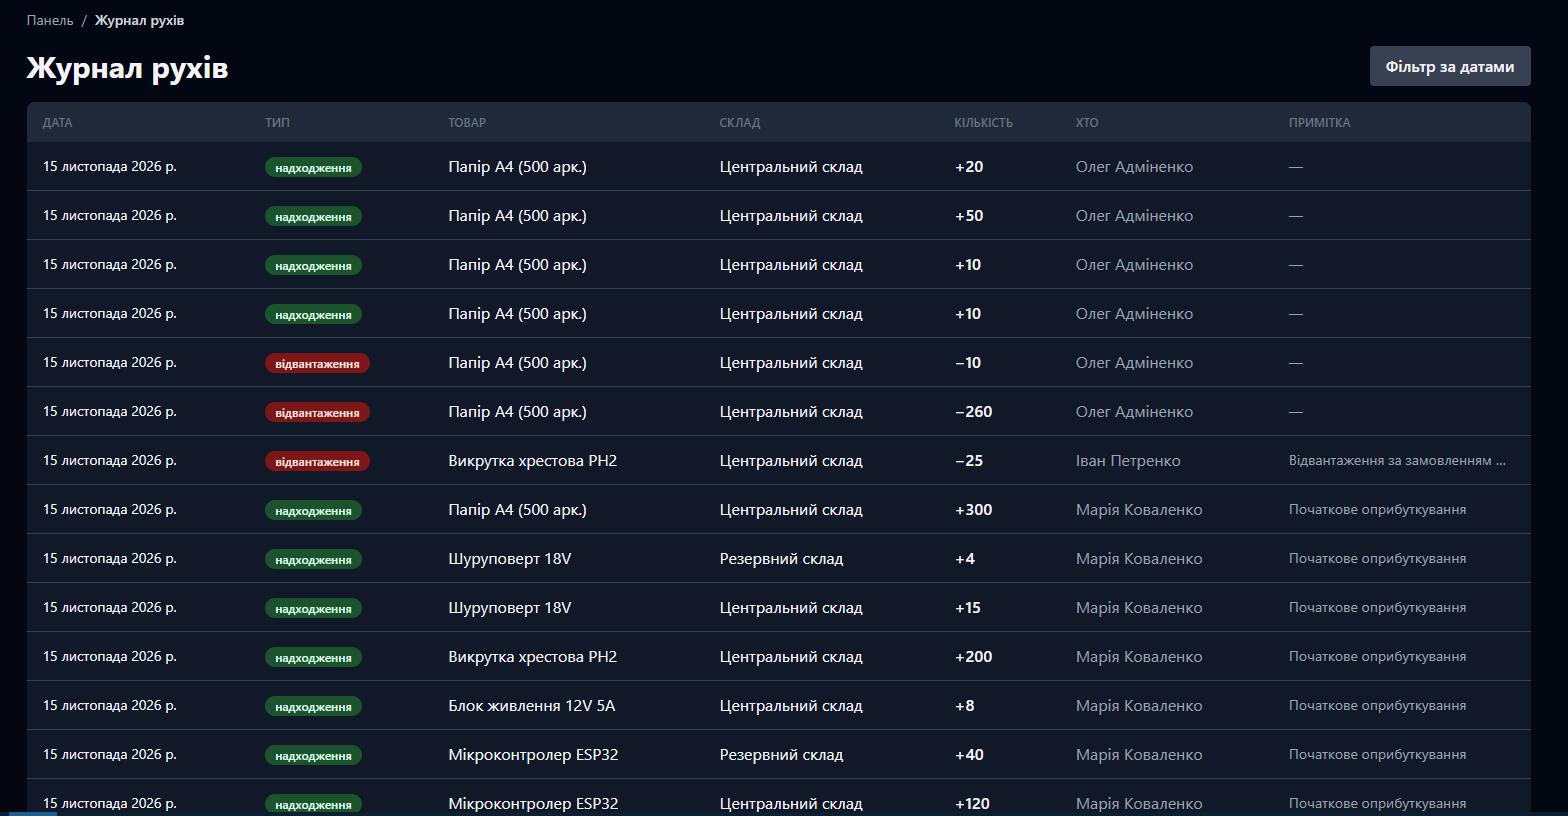 Панель / Журнал рухів
Журнал рухів
Фільтр за датами
ДАТА ТИП ТОВАР СКЛАД КІЛЬКІСТЬ ХТО ПРИМІТКА
15 листопада 2026 р. надходження Папір А4 (500 арк.) Центральний склад +20 Олег Адміненко —
15 листопада 2026 р. надходження Папір А4 (500 арк.) Центральний склад +50 Олег Адміненко —
15 листопада 2026 р. надходження Папір А4 (500 арк.) Центральний склад +10 Олег Адміненко —
15 листопада 2026 р. надходження Папір А4 (500 арк.) Центральний склад +10 Олег Адміненко —
15 листопада 2026 р. відвантаження Папір А4 (500 арк.) Центральний склад −10 Олег Адміненко —
15 листопада 2026 р. відвантаження Папір А4 (500 арк.) Центральний склад −260 Олег Адміненко —
15 листопада 2026 р. відвантаження Викрутка хрестова PH2 Центральний склад −25 Іван Петренко Відвантаження за замовленням ...
15 листопада 2026 р. надходження Папір А4 (500 арк.) Центральний склад +300 Марія Коваленко Початкове оприбуткування
15 листопада 2026 р. надходження Шуруповерт 18V Резервний склад +4 Марія Коваленко Початкове оприбуткування
15 листопада 2026 р. надходження Шуруповерт 18V Центральний склад +15 Марія Коваленко Початкове оприбуткування
15 листопада 2026 р. надходження Викрутка хрестова PH2 Центральний склад +200 Марія Коваленко Початкове оприбуткування
15 листопада 2026 р. надходження Блок живлення 12V 5A Центральний склад +8 Марія Коваленко Початкове оприбуткування
15 листопада 2026 р. надходження Мікроконтролер ESP32 Резервний склад +40 Марія Коваленко Початкове оприбуткування
15 листопада 2026 р. надходження Мікроконтролер ESP32 Центральний склад +120 Марія Коваленко Початкове оприбуткування